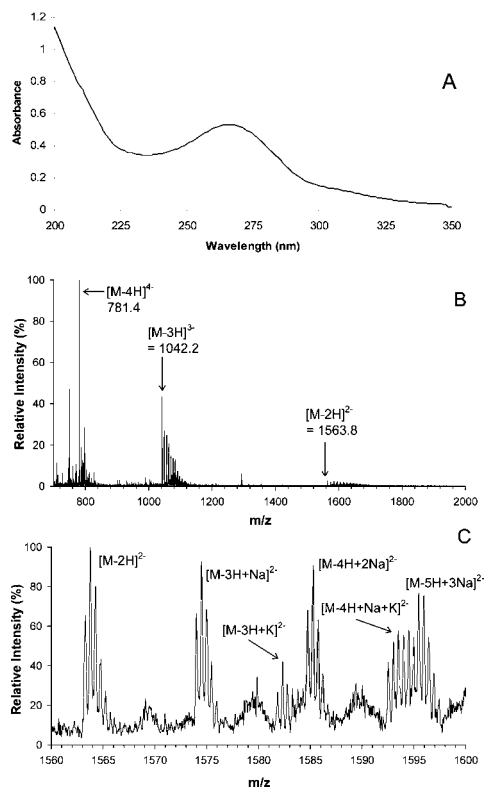 A
Absorbance
1.2
1
0.8
0.6
0.4
0.2
0
200 225 250 275 300 325 350
Wavelength (nm)
B
[M-4H]4-
781.4
[M-3H]3-
= 1042.2
[M-2H]2-
= 1563.8
Relative Intensity (%)
100
80
60
40
20
0
800 1000 1200 1400 1600 1800 2000
m/z
C
[M-2H]2-
[M-3H+Na]2-
[M-3H+K]2-
[M-4H+2Na]2-
[M-4H+Na+K]2-
[M-5H+3Na]2-
Relative Intensity (%)
100
80
60
40
20
0
1560 1565 1570 1575 1580 1585 1590 1595 1600
m/z